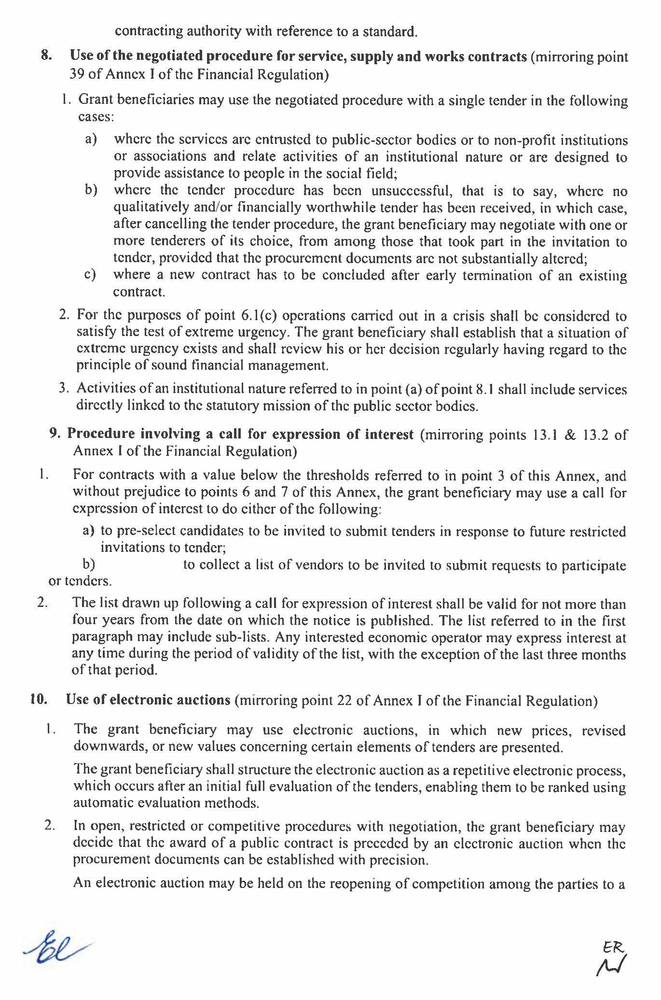 contracting authority with reference to a standard.
8. Use of the negotiated procedure for service, supply and works contracts (mirroring point
39 of Annex I of the Financial Regulation)
1. Grant beneficiaries may use the negotiated procedure with a single tender in the following
cases:
a) where the services are entrusted to public-sector bodies or to non-profit institutions
or associations and relate activities of an institutional nature or are designed to
provide assistance to people in the social field;
b) where the tender procedure has been unsuccessful, that is to say, where no
qualitatively and/or financially worthwhile tender has been received, in which case,
after cancelling the tender procedure, the grant beneficiary may negotiate with one or
more tenderers of its choice, from among those that took part in the invitation to
tender, provided that the procurement documents are not substantially altered;
c) where a new contract has to be concluded after early termination of an existing
contract.
2. For the purposes of point 6.1(c) operations carried out in a crisis shall be considered to
satisfy the test of extreme urgency. The grant beneficiary shall establish that a situation of
extreme urgency exists and shall review his or her decision regularly having regard to the
principle of sound financial management.
3. Activities of an institutional nature referred to in point (a) of point 8.1 shall include services
directly linked to the statutory mission of the public sector bodies.
9. Procedure involving a call for expression of interest (mirroring points 13.1 & 13.2 of
Annex I of the Financial Regulation)
1. For contracts with a value below the thresholds referred to in point 3 of this Annex, and
without prejudice to points 6 and 7 of this Annex, the grant beneficiary may use a call for
expression of interest to do either of the following:
a) to pre-select candidates to be invited to submit tenders in response to future restricted
invitations to tender;
b) to collect a list of vendors to be invited to submit requests to participate
or tenders.
2. The list drawn up following a call for expression of interest shall be valid for not more than
four years from the date on which the notice is published. The list referred to in the first
paragraph may include sub-lists. Any interested economic operator may express interest at
any time during the period of validity of the list, with the exception of the last three months
of that period.
10. Use of electronic auctions (mirroring point 22 of Annex I of the Financial Regulation)
1. The grant beneficiary may use electronic auctions, in which new prices, revised
downwards, or new values concerning certain elements of tenders are presented.
The grant beneficiary shall structure the electronic auction as a repetitive electronic process,
which occurs after an initial full evaluation of the tenders, enabling them to be ranked using
automatic evaluation methods.
2. In open, restricted or competitive procedures with negotiation, the grant beneficiary may
decide that the award of a public contract is preceded by an electronic auction when the
procurement documents can be established with precision.
An electronic auction may be held on the reopening of competition among the parties to a
ER